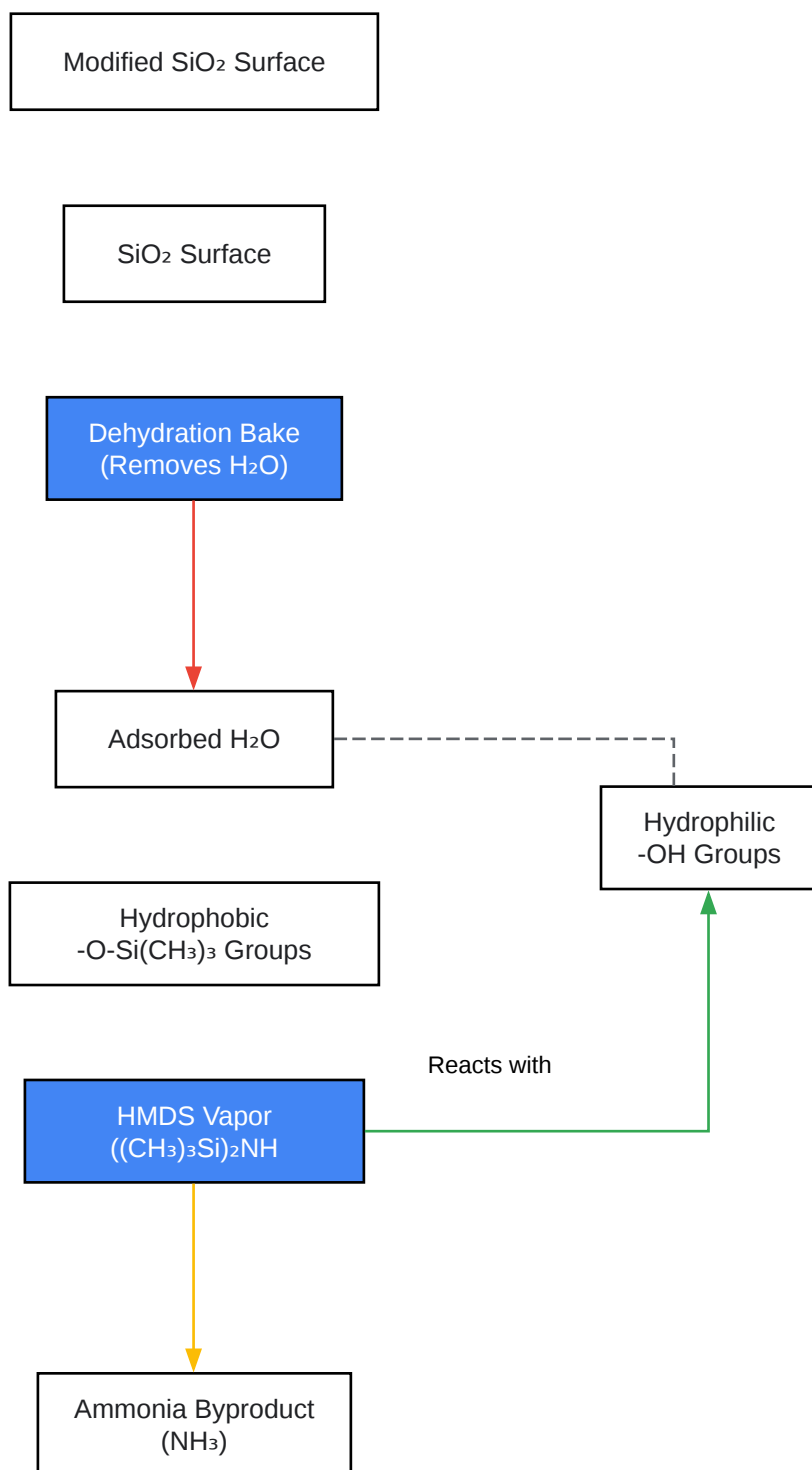 Modified SiO₂ Surface
SiO₂ Surface
Dehydration Bake
(Removes H₂O)
Adsorbed H₂O
Hydrophilic
-OH Groups
Hydrophobic
-O-Si(CH₃)₃ Groups
Reacts with
HMDS Vapor
((CH₃)₃Si)₂NH
Ammonia Byproduct
(NH₃)